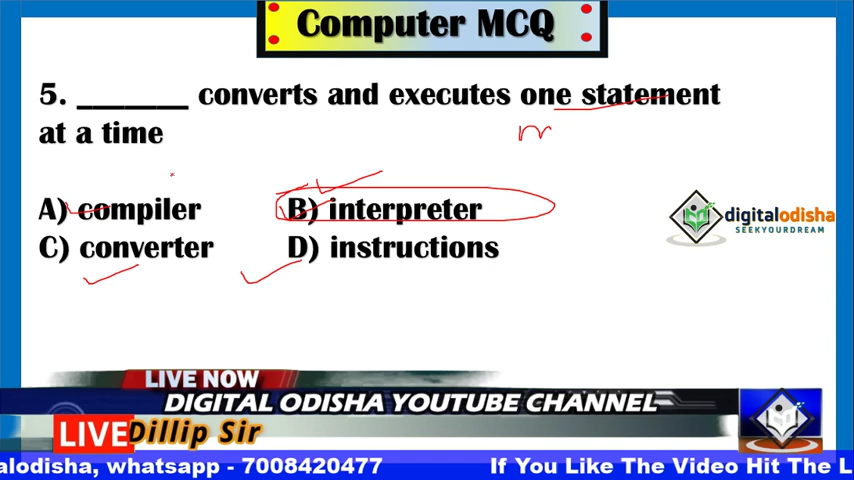 Computer MCQ
5. ________ converts and executes one statement
at a time
A) compiler B) interpreter
C) converter D) instructions
digitalodisha
SEEKYOURDREAM
LIVE NOW
DIGITAL ODISHA YOUTUBE CHANNEL
LIVE Dillip Sir
alodisha, whatsapp - 7008420477 If You Like The Video Hit The L